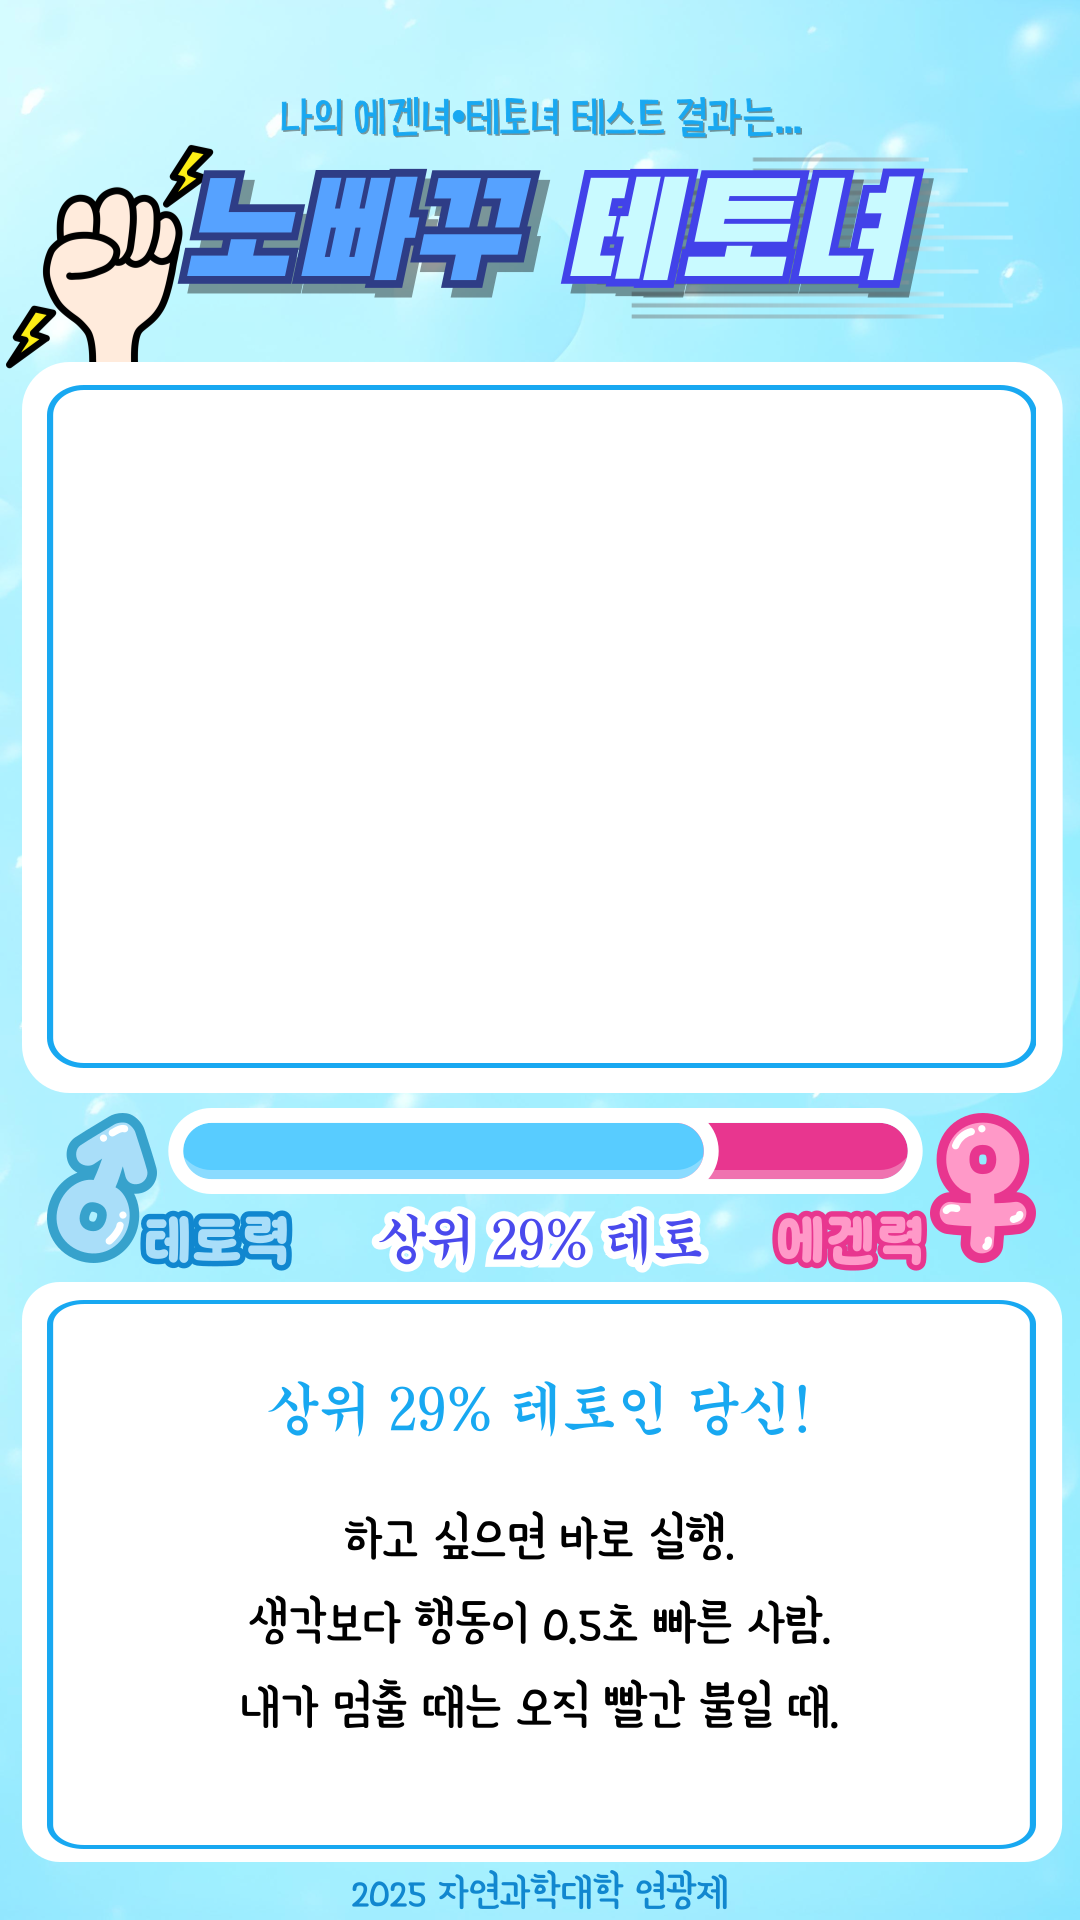 나의 에겐녀•테토녀 테스트 결과는...
노빠꾸 테토녀
테토력
상위 29% 테토
에겐력
상위 29% 테토인 당신!
하고 싶으면 바로 실행.
생각보다 행동이 0.5초 빠른 사람.
내가 멈출 때는 오직 빨간 불일 때.
2025 자연과학대학 연광제